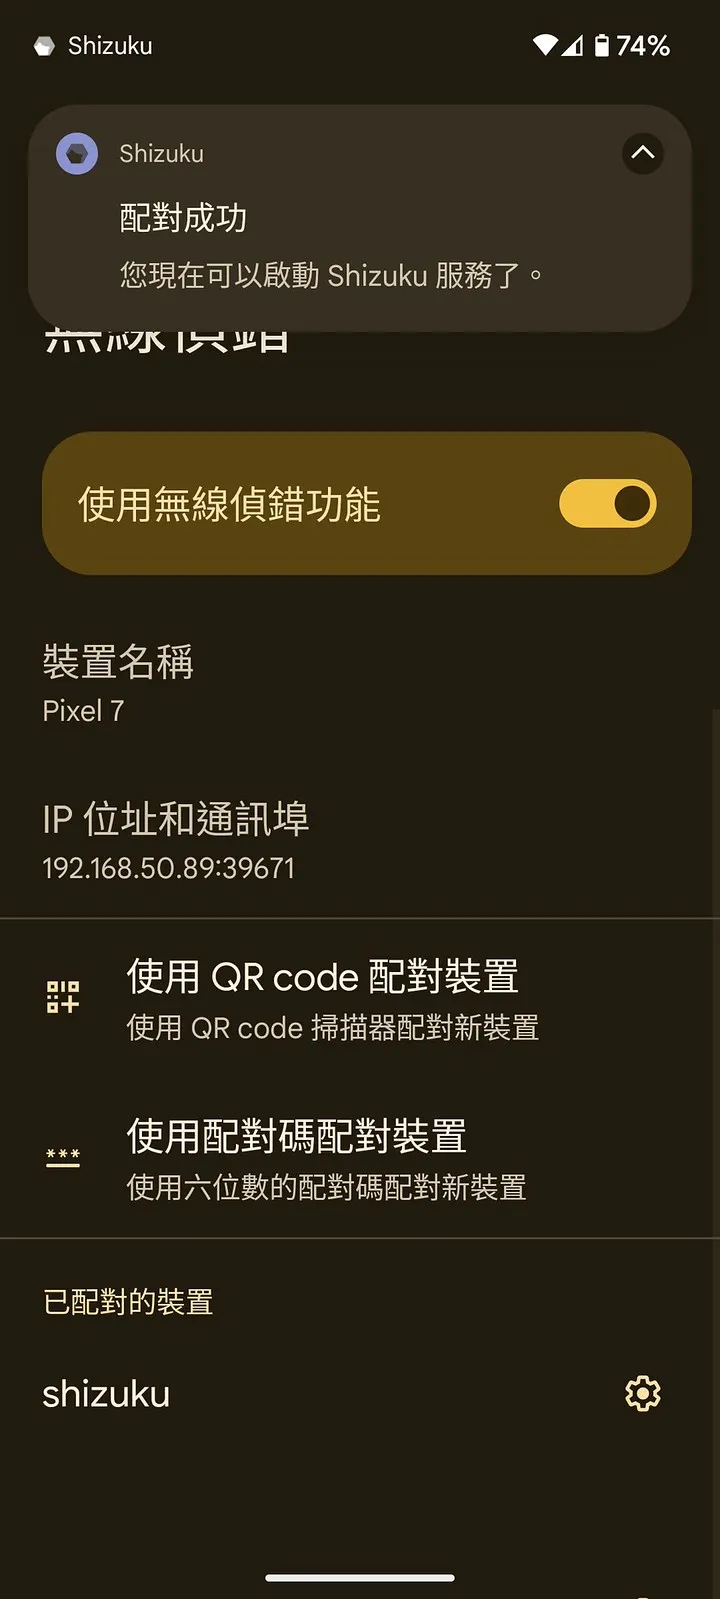 Shizuku
74%
Shizuku
配對成功
您現在可以啟動 Shizuku 服務了。
無線偵錯
使用無線偵錯功能
裝置名稱
Pixel 7
IP 位址和通訊埠
192.168.50.89:39671
使用 QR code 配對裝置
使用 QR code 掃描器配對新裝置
***
使用配對碼配對裝置
使用六位數的配對碼配對新裝置
已配對的裝置
shizuku